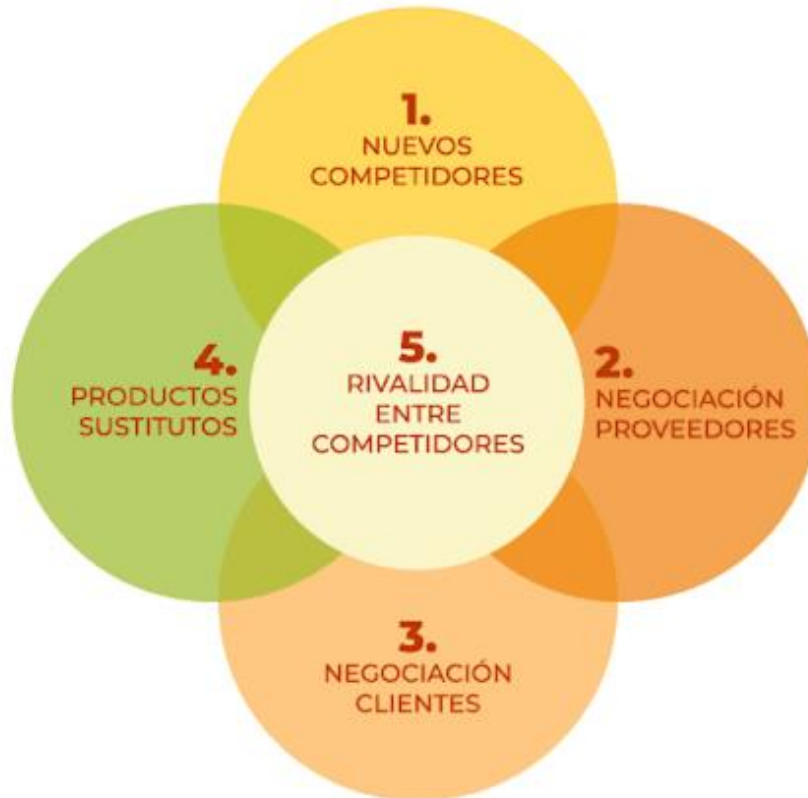 1.
NUEVOS
COMPETIDORES
2.
NEGOCIACIÓN
PROVEEDORES
3.
NEGOCIACIÓN
CLIENTES
4.
PRODUCTOS
SUSTITUTOS
5.
RIVALIDAD
ENTRE
COMPETIDORES